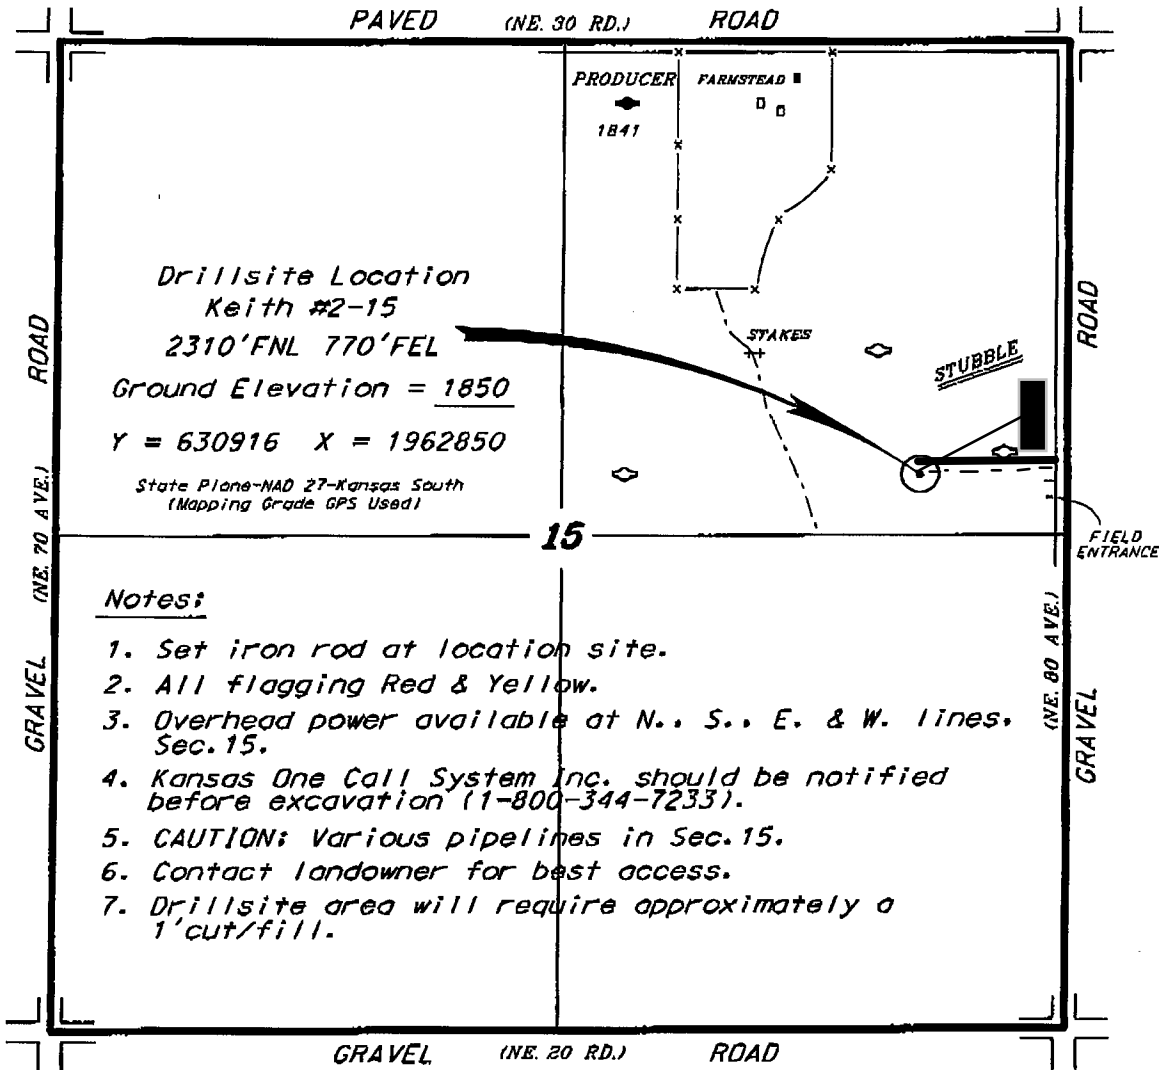 PAVED (NE. 30 RD.) ROAD
PRODUCER
1841
FARMSTEAD
Drillsite Location
Keith #2-15
2310'FNL 770'FEL
Ground Elevation = 1850
Y = 630916 X = 1962850
State Plane-NAD 27-Kansas South
(Mapping Grade GPS Used)
STAKES
STUBBLE
15
FIELD
ENTRANCE
GRAVEL (NE. 70 AVE.) ROAD
GRAVEL (NE. 80 AVE.) ROAD
Notes:
1. Set iron rod at location site.
2. All flagging Red & Yellow.
3. Overhead power available at N., S., E. & W. lines,
Sec. 15.
4. Kansas One Call System Inc. should be notified
before excavation (1-800-344-7233).
5. CAUTION: Various pipelines in Sec. 15.
6. Contact landowner for best access.
7. Drillsite area will require approximately a
1'cut/fill.
GRAVEL (NE. 20 RD.) ROAD